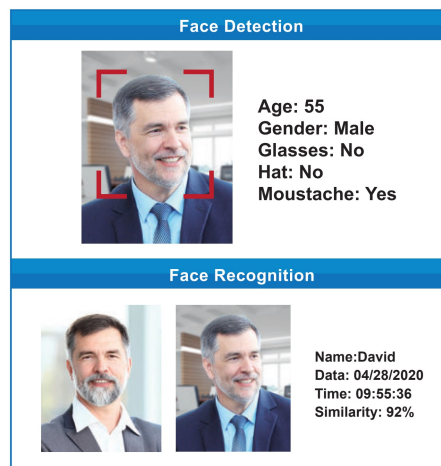 Face Detection
Age: 55
Gender: Male
Glasses: No
Hat: No
Moustache: Yes
Face Recognition
Name:David
Data: 04/28/2020
Time: 09:55:36
Similarity: 92%